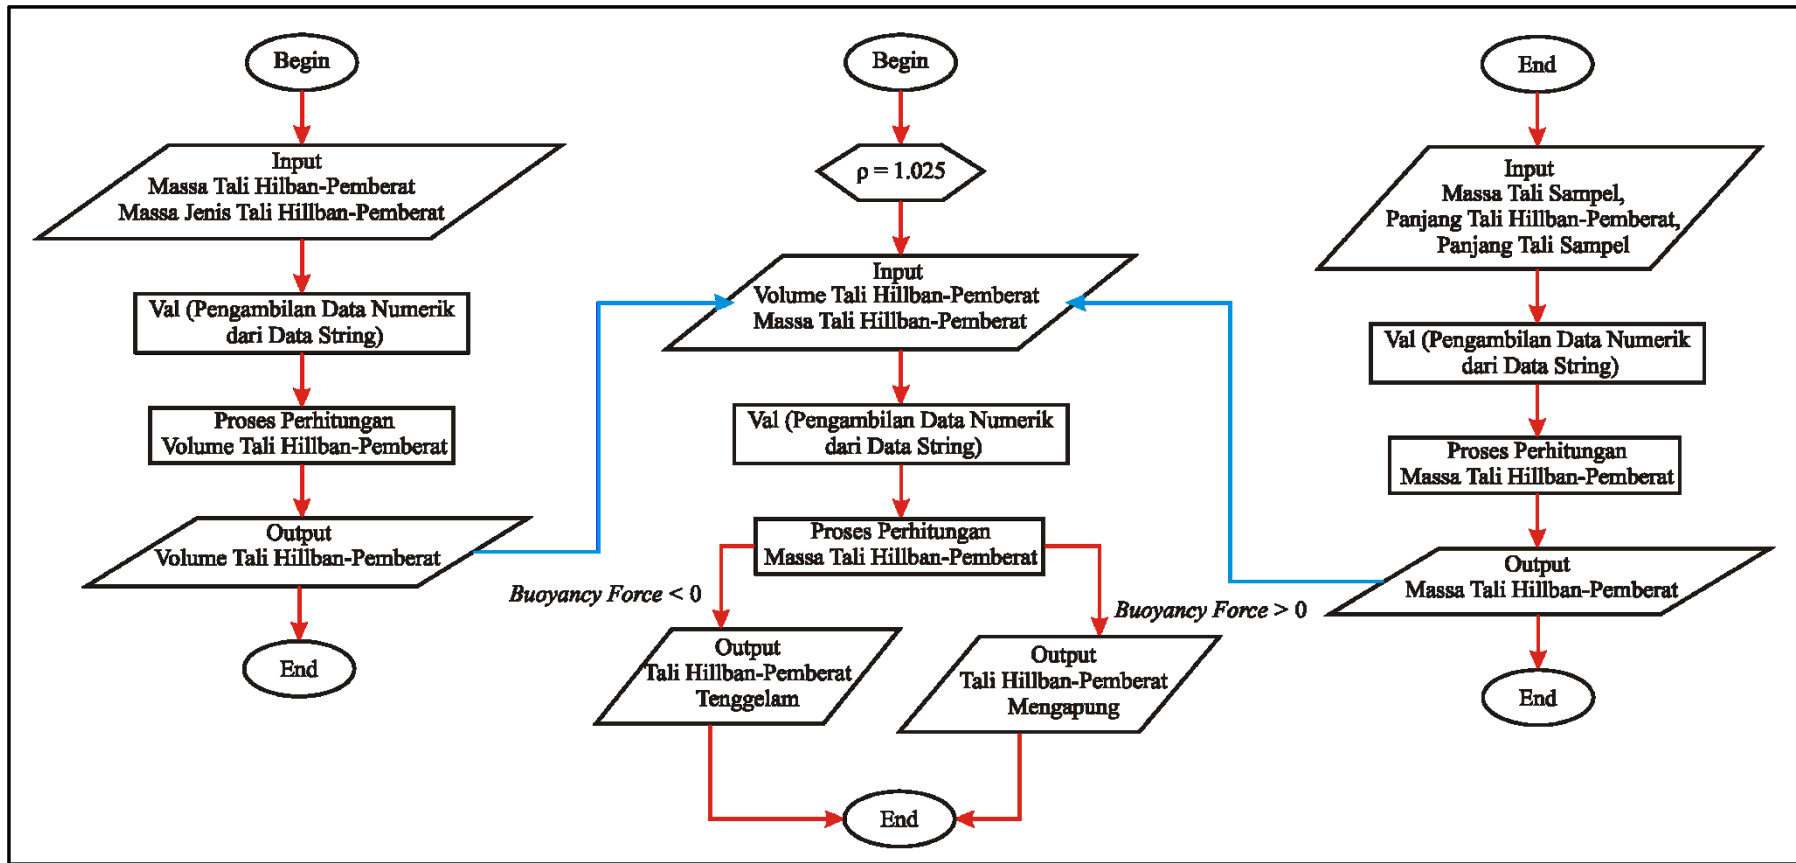 Begin
Input
Massa Tali Hilban-Pemberat
Massa Jenis Tali Hillban-Pemberat
Val (Pengambilan Data Numerik
dari Data String)
Proses Perhitungan
Volume Tali Hillban-Pemberat
Output
Volume Tali Hillban-Pemberat
End
Begin
ρ = 1.025
Input
Volume Tali Hillban-Pemberat
Massa Tali Hillban-Pemberat
Val (Pengambilan Data Numerik
dari Data String)
Proses Perhitungan
Massa Tali Hillban-Pemberat
Buoyancy Force < 0
Buoyancy Force > 0
Output
Tali Hillban-Pemberat
Tenggelam
Output
Tali Hillban-Pemberat
Mengapung
End
End
Input
Massa Tali Sampel,
Panjang Tali Hillban-Pemberat,
Panjang Tali Sampel
Val (Pengambilan Data Numerik
dari Data String)
Proses Perhitungan
Massa Tali Hillban-Pemberat
Output
Massa Tali Hillban-Pemberat
End